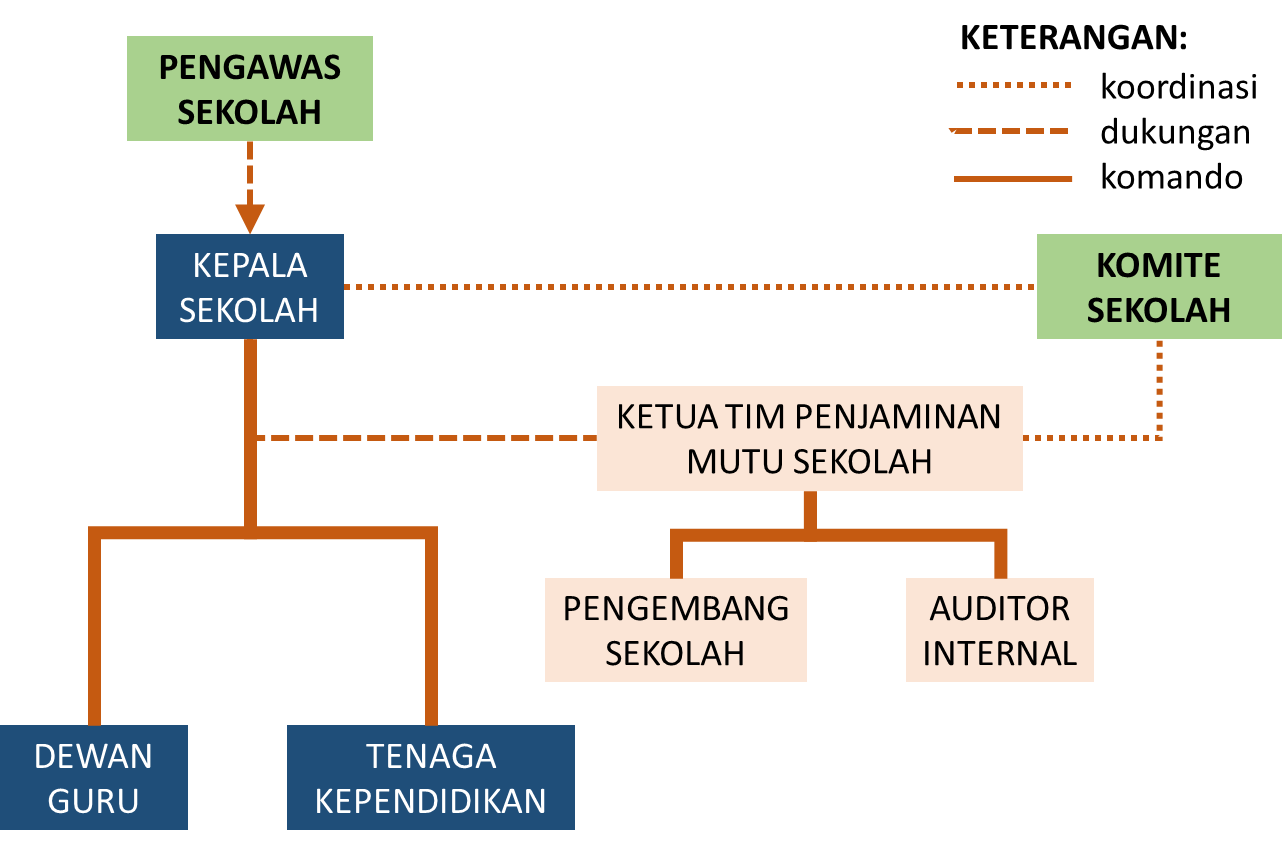 PENGAWAS
SEKOLAH
KETERANGAN:
koordinasi
dukungan
komando
KEPALA
SEKOLAH
KOMITE
SEKOLAH
KETUA TIM PENJAMINAN
MUTU SEKOLAH
PENGEMBANG
SEKOLAH
AUDITOR
INTERNAL
DEWAN
GURU
TENAGA
KEPENDIDIKAN